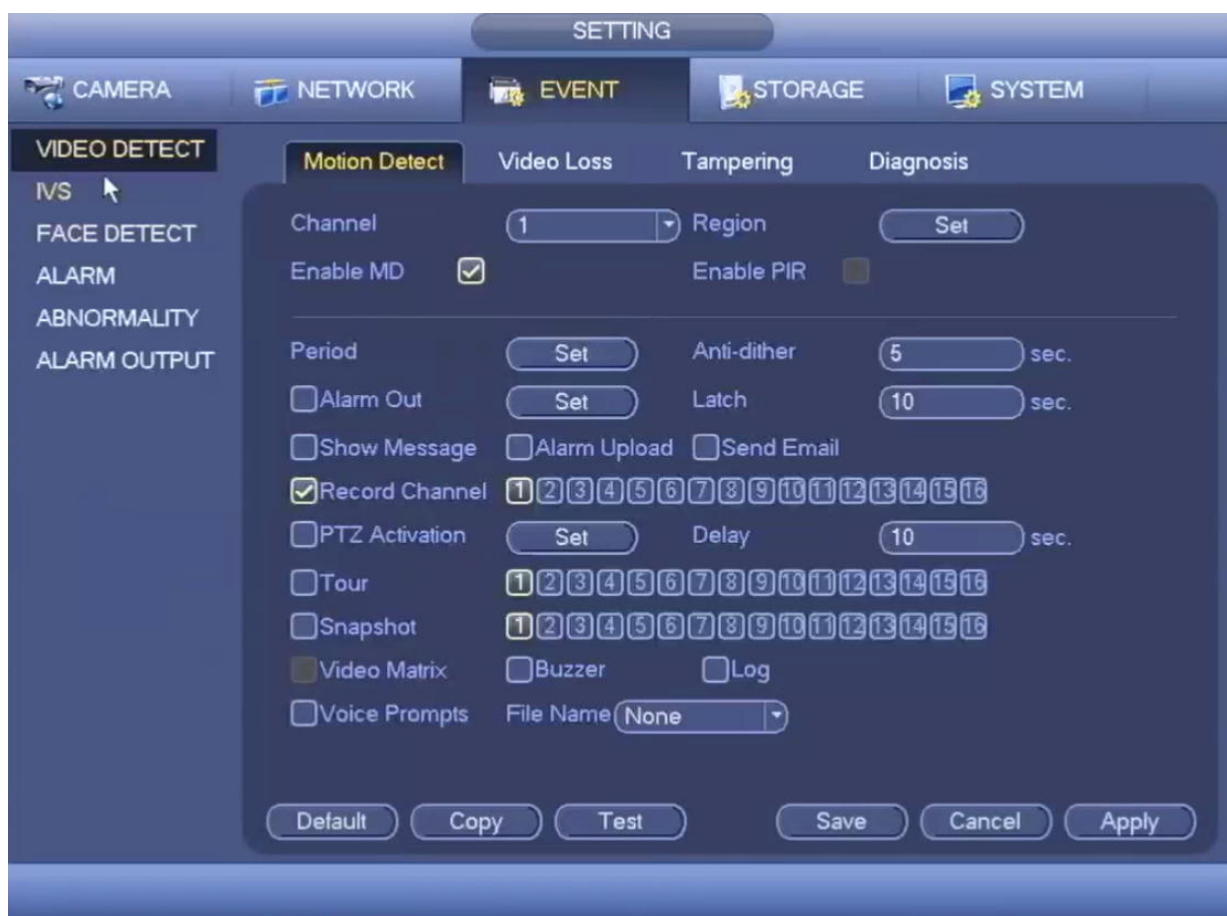 SETTING
CAMERA NETWORK EVENT STORAGE SYSTEM
VIDEO DETECT
IVS
FACE DETECT
ALARM
ABNORMALITY
ALARM OUTPUT
Motion Detect Video Loss Tampering Diagnosis
Channel 1 Region Set
Enable MD Enable PIR
Period Set Anti-dither 5 sec.
Alarm Out Set Latch 10 sec.
Show Message Alarm Upload Send Email
Record Channel 1 2 3 4 5 6 7 8 9 10 11 12 13 14 15 16
PTZ Activation Set Delay 10 sec.
Tour 1 2 3 4 5 6 7 8 9 10 11 12 13 14 15 16
Snapshot 1 2 3 4 5 6 7 8 9 10 11 12 13 14 15 16
Video Matrix Buzzer Log
Voice Prompts File Name None
Default Copy Test Save Cancel Apply